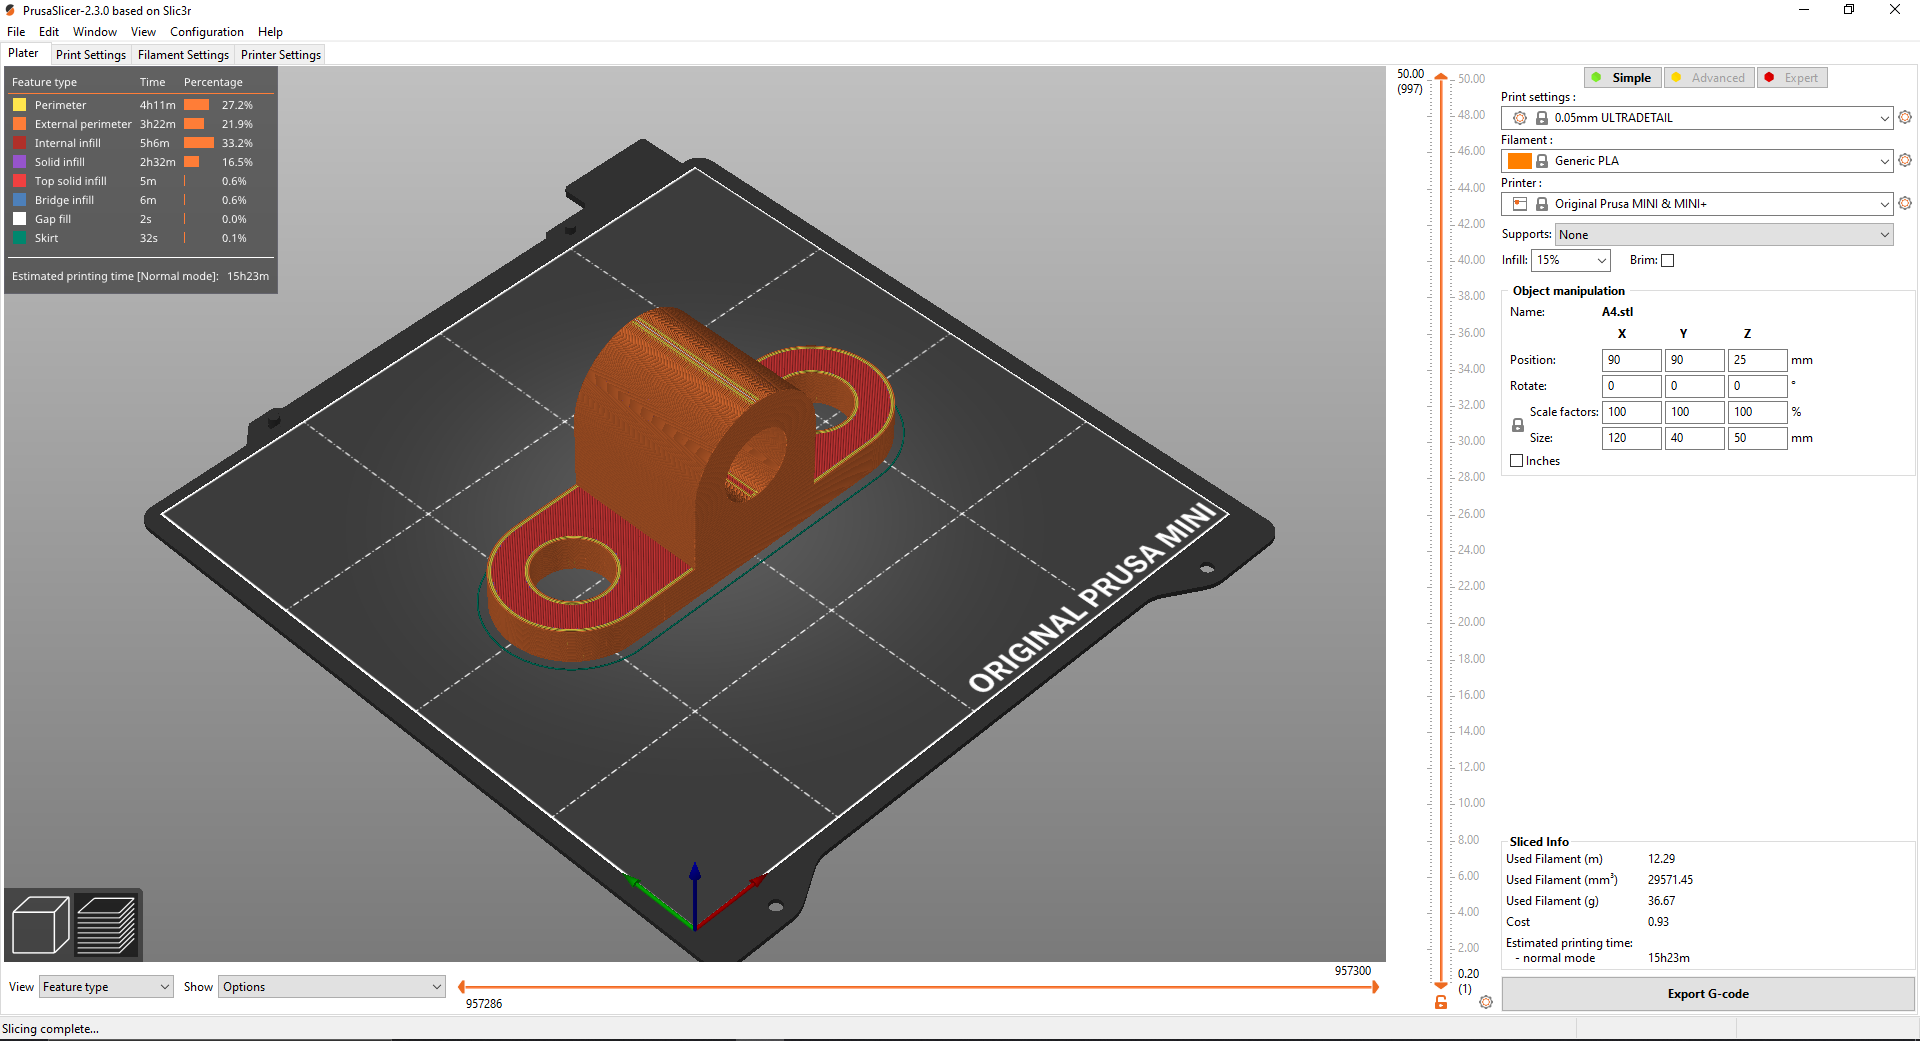 PrusaSlicer-2.3.0 based on Slic3r
File Edit Window View Configuration Help
Plater Print Settings Filament Settings Printer Settings
Feature type Time Percentage
Perimeter 4h11m 27.2%
External perimeter 3h22m 21.9%
Internal infill 5h6m 33.2%
Solid infill 2h32m 16.5%
Top solid infill 5m 0.6%
Bridge infill 6m 0.6%
Gap fill 2s 0.0%
Skirt 32s 0.1%
Estimated printing time [Normal mode]: 15h23m
ORIGINAL PRUSA MINI
View Feature type Show Options
957300
957286
50.00
(997)
50.00
48.00
46.00
44.00
42.00
40.00
38.00
36.00
34.00
32.00
30.00
28.00
26.00
24.00
22.00
20.00
18.00
16.00
14.00
12.00
10.00
8.00
6.00
4.00
2.00
0.20
(1)
Simple Advanced Expert
Print settings :
0.05mm ULTRADETAIL
Filament :
Generic PLA
Printer :
Original Prusa MINI & MINI+
Supports: None
Infill: 15% Brim:
Object manipulation
Name: A4.stl
X Y Z
Position: 90 90 25 mm
Rotate: 0 0 0 °
Scale factors: 100 100 100 %
Size: 120 40 50 mm
Inches
Sliced Info
Used Filament (m) 12.29
Used Filament (mm³) 29571.45
Used Filament (g) 36.67
Cost 0.93
Estimated printing time:
- normal mode 15h23m
Export G-code
Slicing complete...